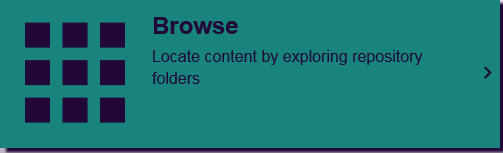 Browse
Locate content by exploring repository
folders